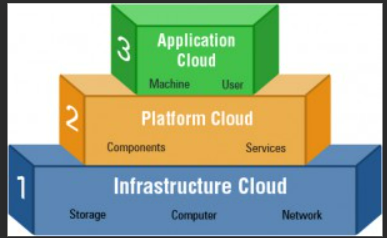 3
Application
Cloud
Machine User
2
Platform Cloud
Components Services
1
Infrastructure Cloud
Storage Computer Network